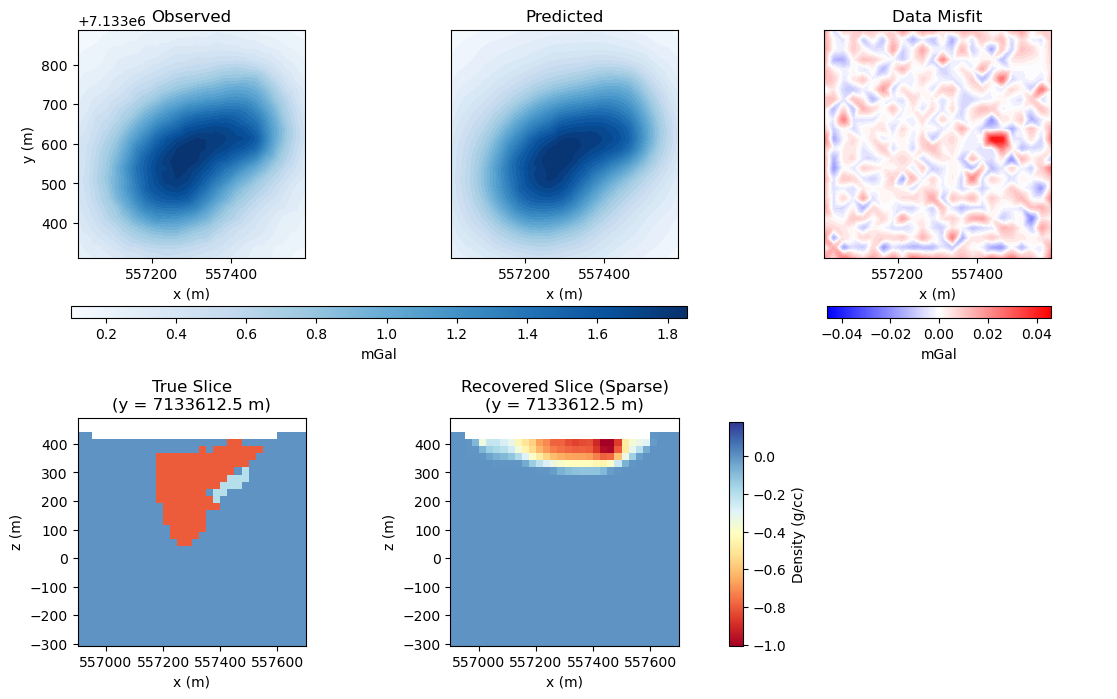 Observed
Predicted
Data Misfit
+7.133e6
800
700
600
500
400
y (m)
557200 557400
x (m)
557200 557400
x (m)
557200 557400
x (m)
0.2 0.4 0.6 0.8 1.0 1.2 1.4 1.6 1.8
mGal
−0.04 −0.02 0.00 0.02 0.04
mGal
True Slice
(y = 7133612.5 m)
Recovered Slice (Sparse)
(y = 7133612.5 m)
400
300
200
100
0
−100
−200
−300
z (m)
557000 557200 557400 557600
x (m)
400
300
200
100
0
−100
−200
−300
z (m)
557000 557200 557400 557600
x (m)
0.0
−0.2
−0.4
−0.6
−0.8
−1.0
Density (g/cc)